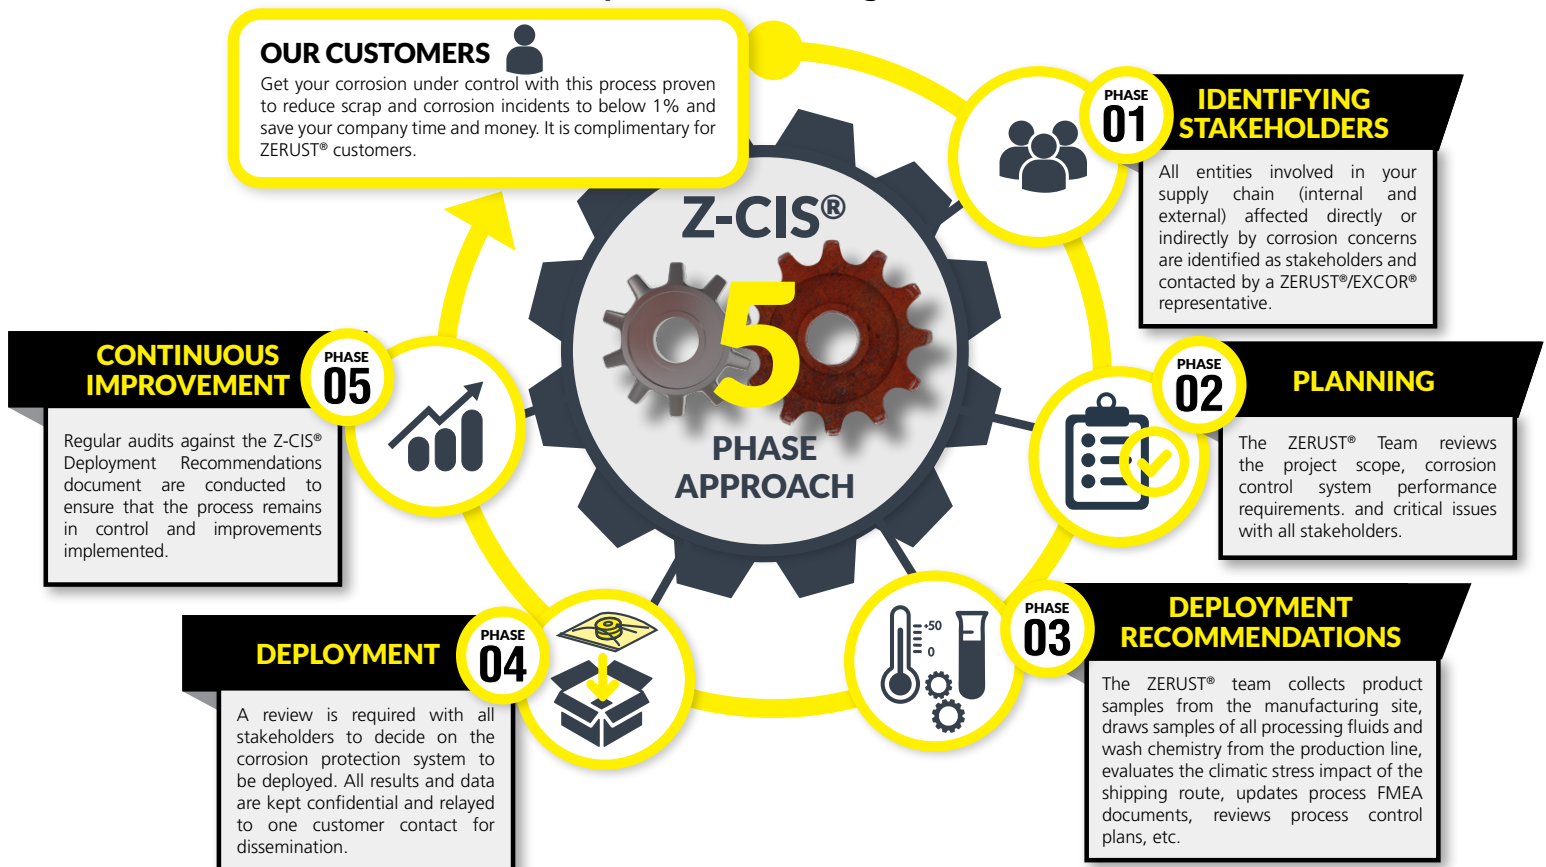 OUR CUSTOMERS
Get your corrosion under control with this process proven
to reduce scrap and corrosion incidents to below 1% and
save your company time and money. It is complimentary for
ZERUST® customers.
Z-CIS®
5
PHASE
APPROACH
PHASE
01
IDENTIFYING
STAKEHOLDERS
All entities involved in your
supply chain (internal and
external) affected directly or
indirectly by corrosion concerns
are identified as stakeholders and
contacted by a ZERUST®/EXCOR®
representative.
PHASE
02
PLANNING
The ZERUST® Team reviews
the project scope, corrosion
control system performance
requirements. and critical issues
with all stakeholders.
PHASE
03
DEPLOYMENT
RECOMMENDATIONS
The ZERUST® team collects product
samples from the manufacturing site,
draws samples of all processing fluids and
wash chemistry from the production line,
evaluates the climatic stress impact of the
shipping route, updates process FMEA
documents, reviews process control
plans, etc.
+50
0
PHASE
04
DEPLOYMENT
A review is required with all
stakeholders to decide on the
corrosion protection system to
be deployed. All results and data
are kept confidential and relayed
to one customer contact for
dissemination.
PHASE
05
CONTINUOUS
IMPROVEMENT
Regular audits against the Z-CIS®
Deployment Recommendations
document are conducted to
ensure that the process remains
in control and improvements
implemented.